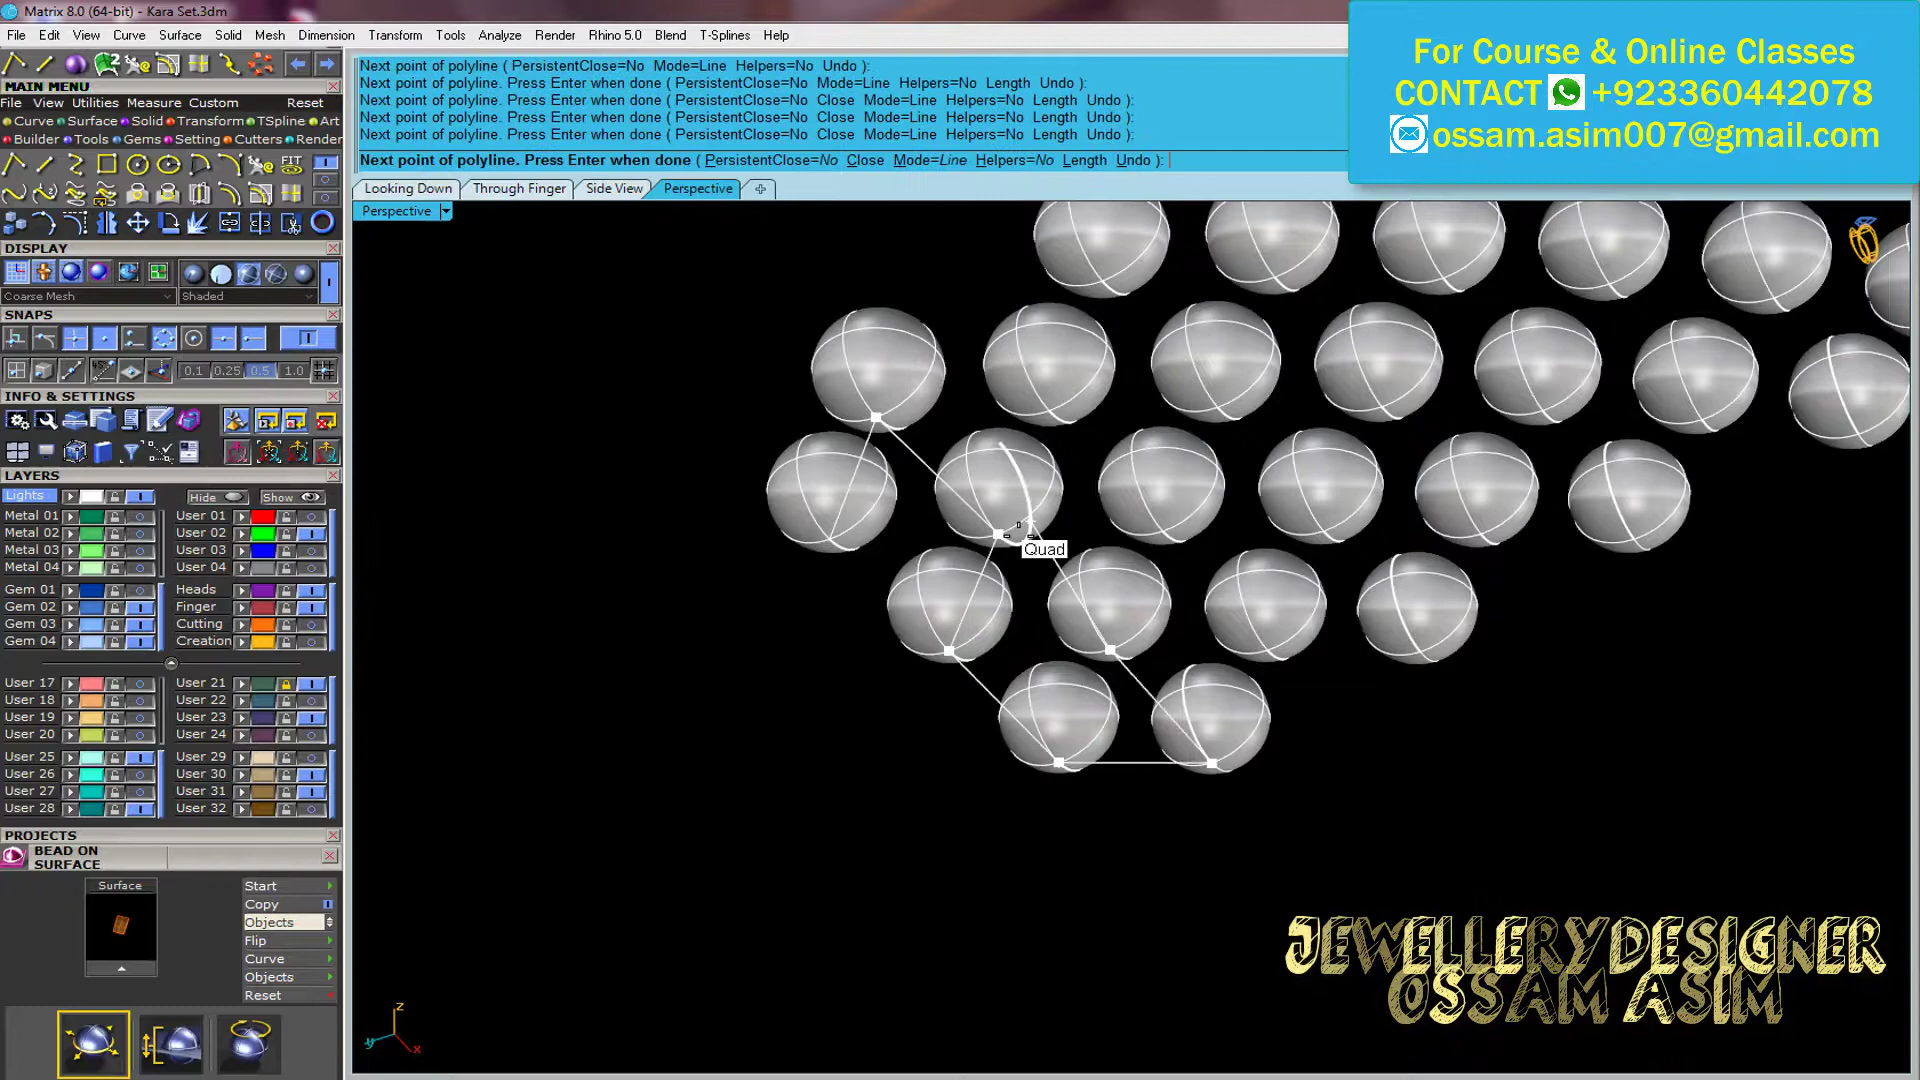 Matrix 8.0 (64-bit) - Kara Set.3dm
File Edit View Curve Surface Solid Mesh Dimension Transform Tools Analyze Render Rhino 5.0 Blend T-Splines Help
For Course & Online Classes
CONTACT +923360442078
ossam.asim007@gmail.com
Next point of polyline ( PersistentClose=No Mode=Line Helpers=No Undo ):
Next point of polyline. Press Enter when done ( PersistentClose=No Mode=Line Helpers=No Length Undo ):
Next point of polyline. Press Enter when done ( PersistentClose=No Close Mode=Line Helpers=No Length Undo ):
Next point of polyline. Press Enter when done ( PersistentClose=No Close Mode=Line Helpers=No Length Undo ):
Next point of polyline. Press Enter when done ( PersistentClose=No Close Mode=Line Helpers=No Length Undo ):
Next point of polyline. Press Enter when done ( PersistentClose=No Close Mode=Line Helpers=No Length Undo ):
Looking Down Through Finger Side View Perspective
Perspective
MAIN MENU
File View Utilities Measure Custom Reset
Curve Surface Solid Transform TSpline Art
Builder Tools Gems Setting Cutters Render
FIT
DISPLAY
Coarse Mesh Shaded
SNAPS
0.1 0.25 0.5 1.0
INFO & SETTINGS
LAYERS
Lights Hide Show
Metal 01 User 01
Metal 02 User 02
Metal 03 User 03
Metal 04 User 04
Gem 01 Heads
Gem 02 Finger
Gem 03 Cutting
Gem 04 Creation
User 17 User 21
User 18 User 22
User 19 User 23
User 20 User 24
User 25 User 29
User 26 User 30
User 27 User 31
User 28 User 32
PROJECTS
BEAD ON
SURFACE
Surface
Start
Copy
Objects
Flip
Curve
Objects
Reset
Quad
z
y
x
JEWELLERYDESIGNER
OSSAM ASIM